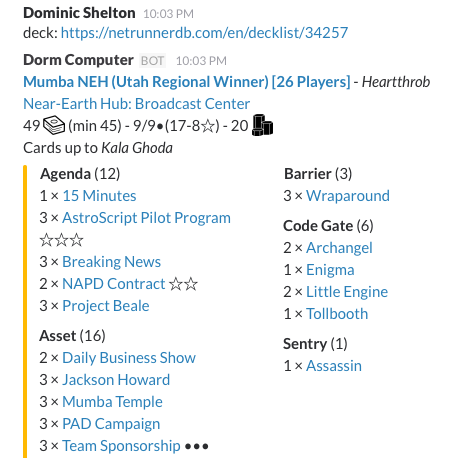 Dominic Shelton 10:03 PM
deck: https://netrunnerdb.com/en/decklist/34257
Dorm Computer BOT 10:03 PM
Mumba NEH (Utah Regional Winner) [26 Players] - Heartthrob
Near-Earth Hub: Broadcast Center
49 (min 45) - 9/9•(17-8☆) - 20
Cards up to Kala Ghoda
Agenda (12)
1 × 15 Minutes
3 × AstroScript Pilot Program
☆☆☆
3 × Breaking News
2 × NAPD Contract ☆☆
3 × Project Beale
Asset (16)
2 × Daily Business Show
3 × Jackson Howard
3 × Mumba Temple
3 × PAD Campaign
3 × Team Sponsorship •••
Barrier (3)
3 × Wraparound
Code Gate (6)
2 × Archangel
1 × Enigma
2 × Little Engine
1 × Tollbooth
Sentry (1)
1 × Assassin